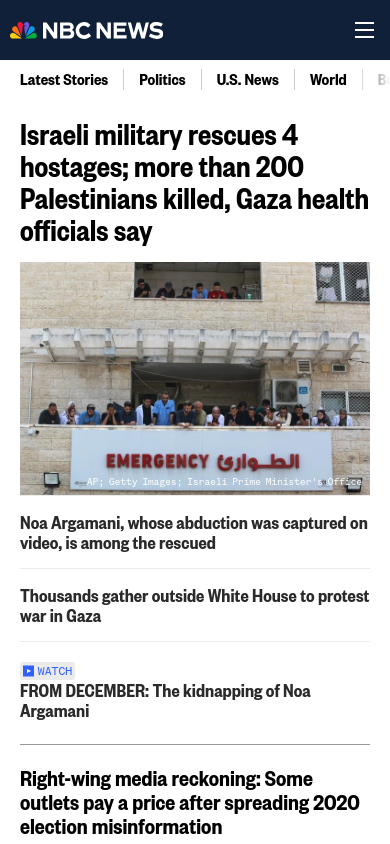 NBC NEWS
Latest Stories
Politics
U.S. News
World
Israeli military rescues 4
hostages; more than 200
Palestinians killed, Gaza health
officials say
EMERGENCY الطوارئ
AP; Getty Images; Israeli Prime Minister's Office
Noa Argamani, whose abduction was captured on
video, is among the rescued
Thousands gather outside White House to protest
war in Gaza
WATCH
FROM DECEMBER: The kidnapping of Noa
Argamani
Right-wing media reckoning: Some
outlets pay a price after spreading 2020
election misinformation